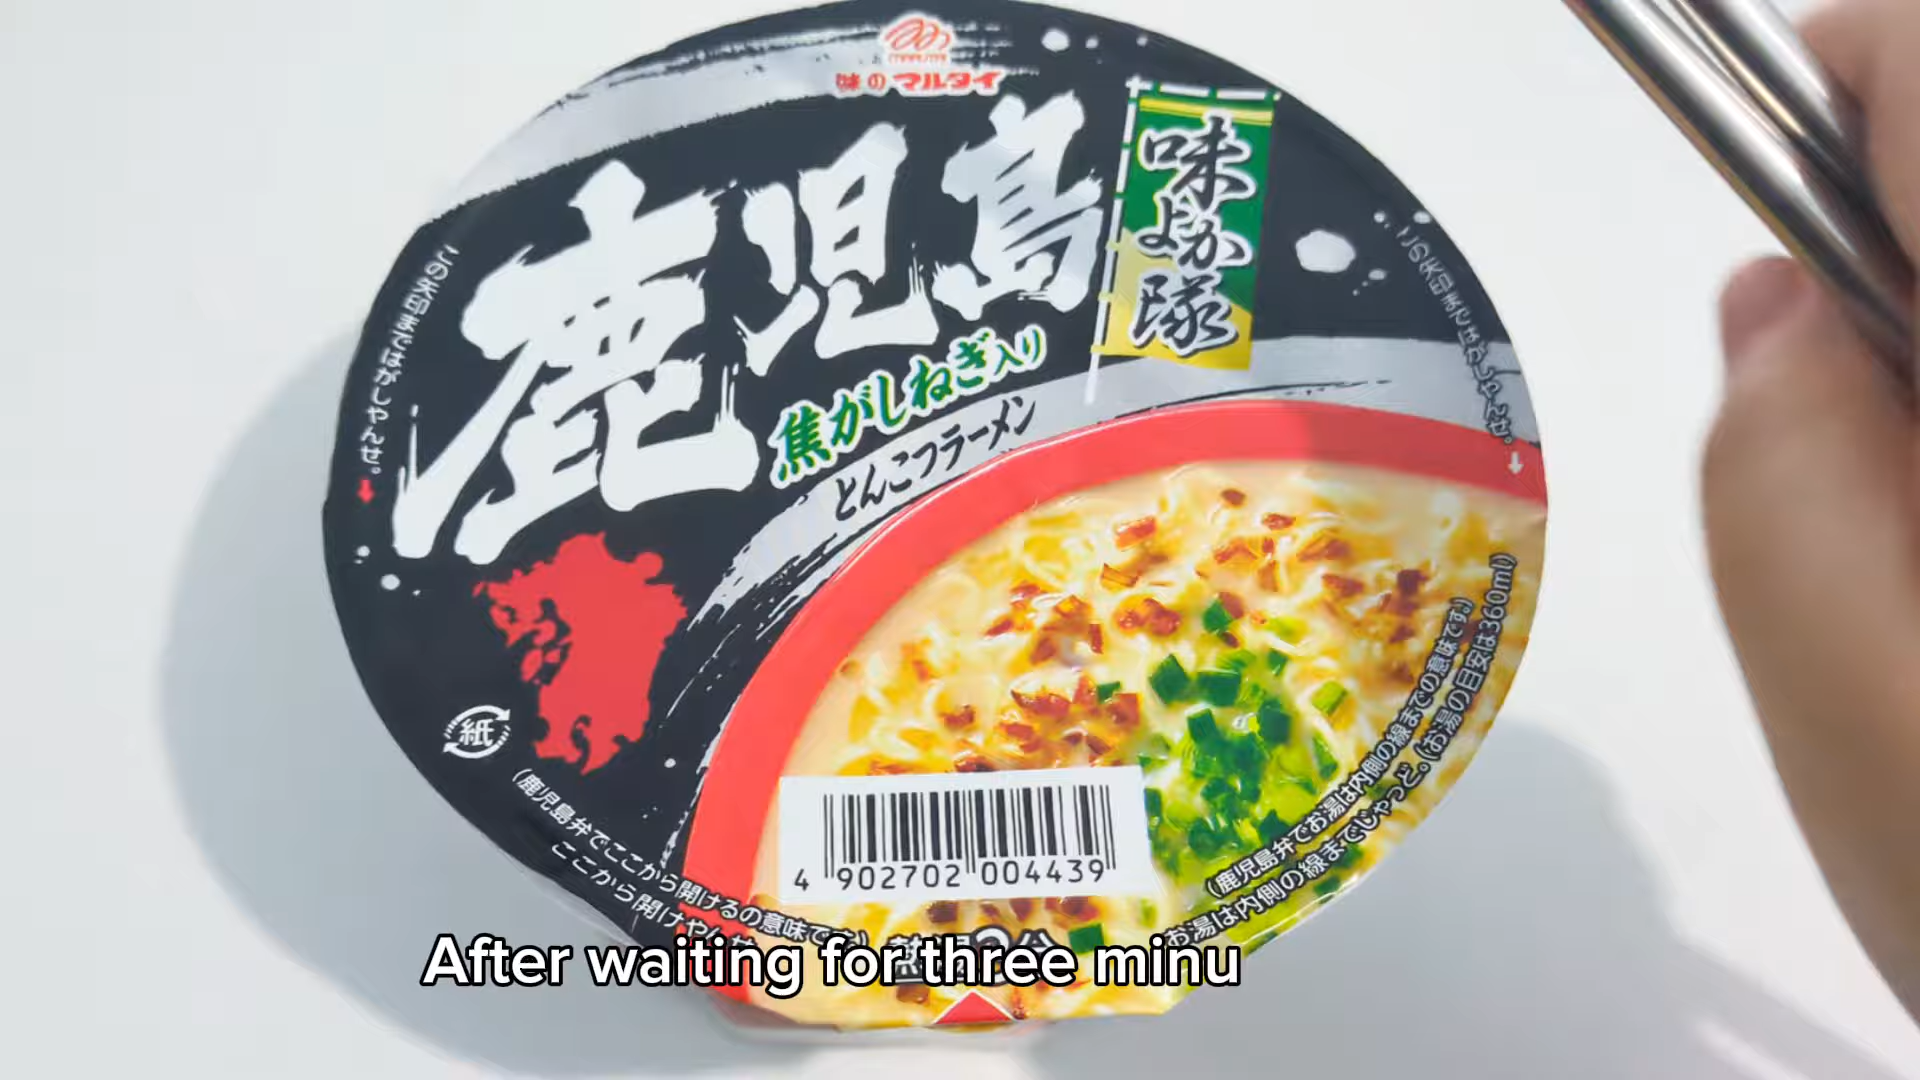 味のマルタイ
鹿児島
味よか隊
焦がしねぎ入り
とんこつラーメン
この矢印まではがしやんせ。
この矢印まではがしやんせ。
紙
(鹿児島弁でここから開けるの意味です)
ここから開けやんせ
(鹿児島弁でお湯は内側の線までの意味です。)
お湯は内側の線までじゃっど。(お湯の目安は360ml)
4 902702 004439
After waiting for three minu